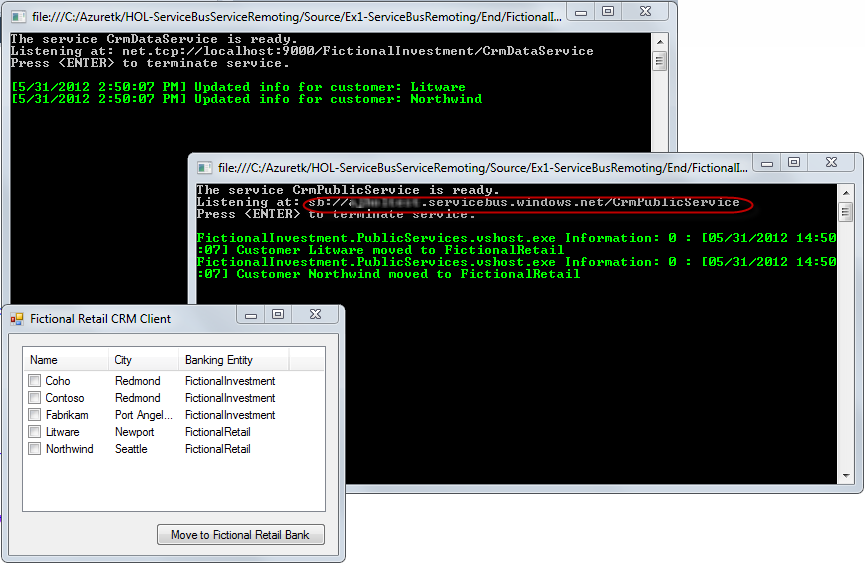 file:///C:/Azuretk/HOL-ServiceBusServiceRemoting/Source/Ex1-ServiceBusRemoting/End/FictionalI...
The service CrmDataService is ready.
Listening at: net.tcp://localhost:9000/FictionalInvestment/CrmDataService
Press <ENTER> to terminate service.
[5/31/2012 2:50:07 PM] Updated info for customer: Litware
[5/31/2012 2:50:07 PM] Updated info for customer: Northwind
file:///C:/Azuretk/HOL-ServiceBusServiceRemoting/Source/Ex1-ServiceBusRemoting/End/FictionalI...
The service CrmPublicService is ready.
Listening at: sb:// .servicebus.windows.net/CrmPublicService
Press <ENTER> to terminate service.
FictionalInvestment.PublicServices.vshost.exe Information: 0 : [05/31/2012 14:50
:07] Customer Litware moved to FictionalRetail
FictionalInvestment.PublicServices.vshost.exe Information: 0 : [05/31/2012 14:50
:07] Customer Northwind moved to FictionalRetail
Fictional Retail CRM Client
Name City Banking Entity
Coho Redmond FictionalInvestment
Contoso Redmond FictionalInvestment
Fabrikam Port Angel... FictionalInvestment
Litware Newport FictionalRetail
Northwind Seattle FictionalRetail
Move to Fictional Retail Bank